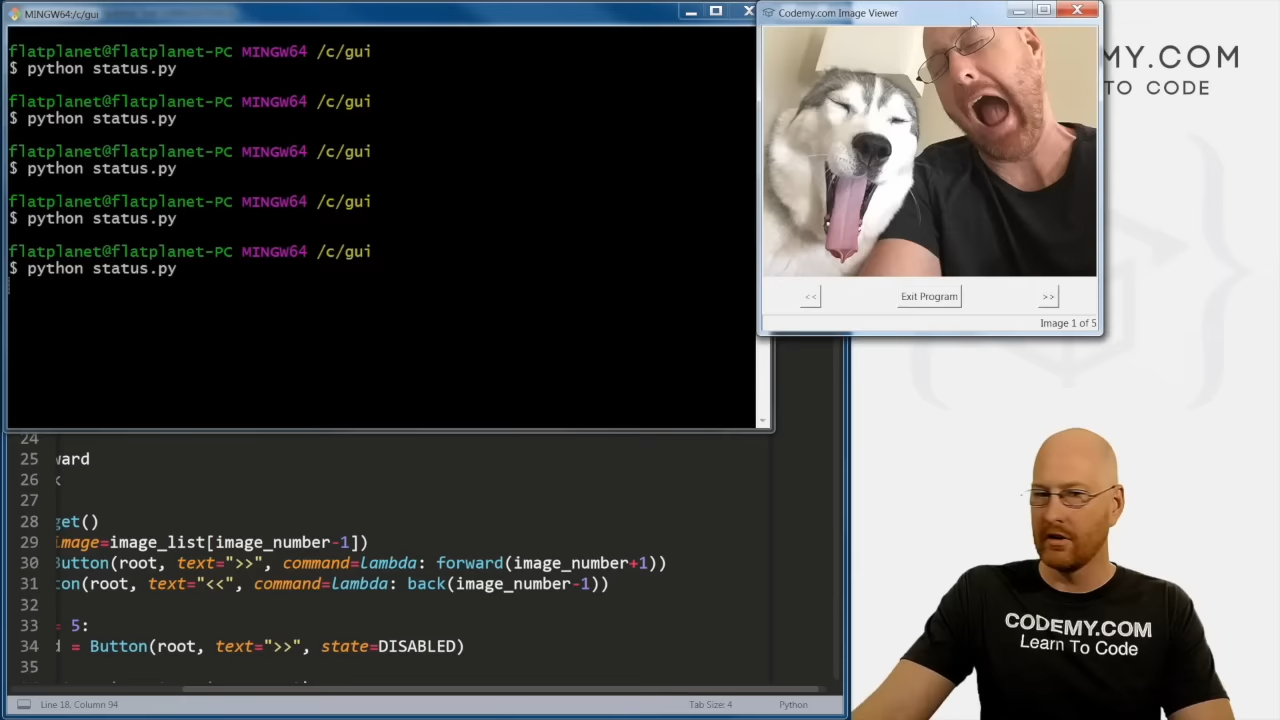 MINGW64:/c/gui
flatplanet@flatplanet-PC MINGW64 /c/gui
$ python status.py
flatplanet@flatplanet-PC MINGW64 /c/gui
$ python status.py
flatplanet@flatplanet-PC MINGW64 /c/gui
$ python status.py
flatplanet@flatplanet-PC MINGW64 /c/gui
$ python status.py
flatplanet@flatplanet-PC MINGW64 /c/gui
$ python status.py
Codemy.com Image Viewer
<< Exit Program >>
Image 1 of 5
MY.COM
TO CODE
24
25 ward
26 k
27
28 get()
29 image=image_list[image_number-1])
30 Button(root, text=">>", command=lambda: forward(image_number+1))
31 ton(root, text="<<", command=lambda: back(image_number-1))
32
33 = 5:
34 d = Button(root, text=">>", state=DISABLED)
35
Line 18, Column 94
Tab Size: 4
Python
CODEMY.COM
Learn To Code